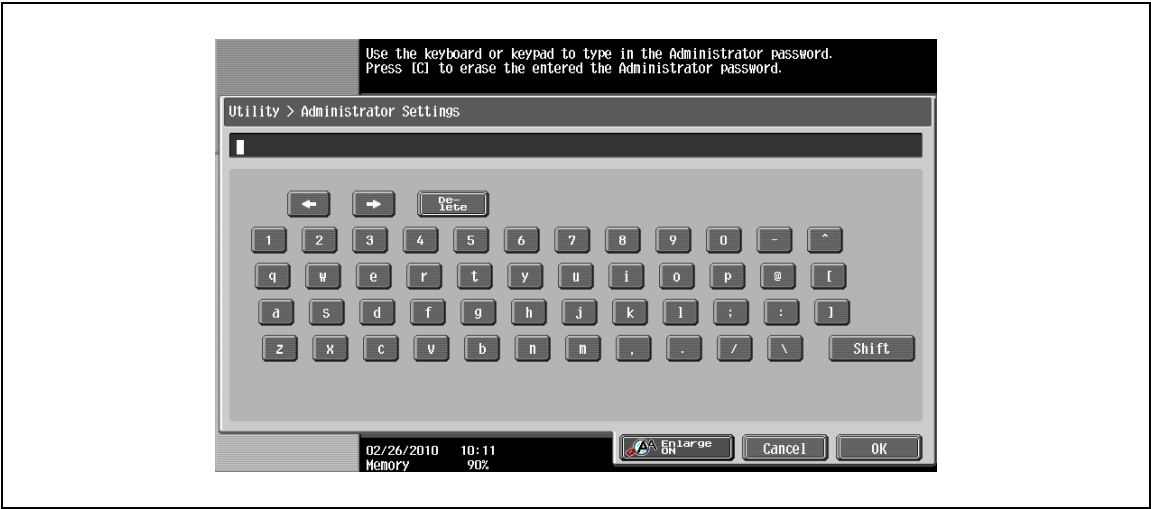 Use the keyboard or keypad to type in the Administrator password.
Press [C] to erase the entered the Administrator password.
Utility > Administrator Settings
← → De-
lete
1 2 3 4 5 6 7 8 9 0 - ^
q w e r t y u i o p @ [
a s d f g h j k l ; : ]
z x c v b n m , . / \ Shift
02/26/2010 10:11
Memory 90%
Enlarge
ON
Cancel OK